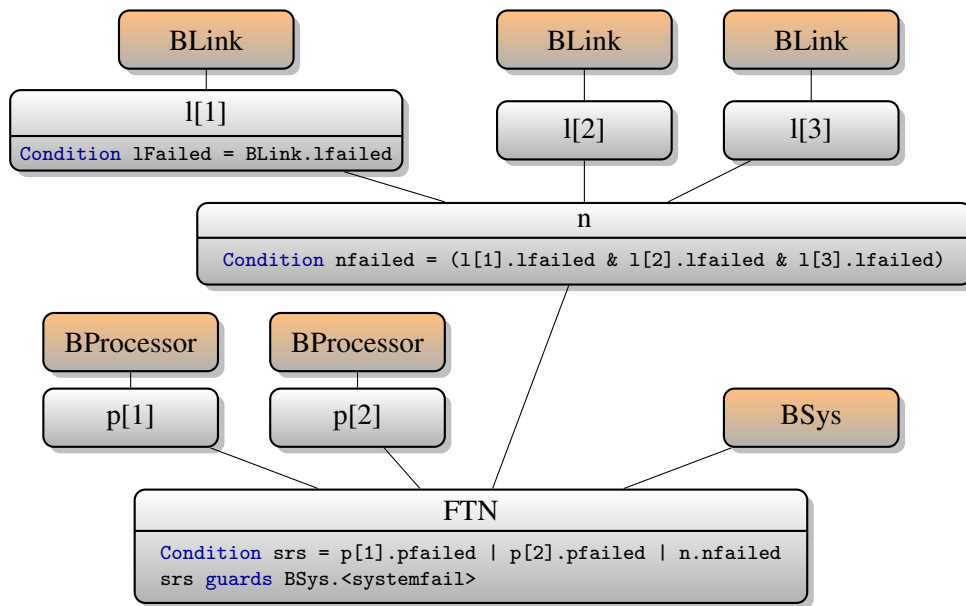 BLink
BLink
BLink
l[1]
Condition lFailed = BLink.lfailed
l[2]
l[3]
n
Condition nfailed = (l[1].lfailed & l[2].lfailed & l[3].lfailed)
BProcessor
BProcessor
p[1]
p[2]
BSys
FTN
Condition srs = p[1].pfailed | p[2].pfailed | n.nfailed
srs guards BSys.<systemfail>